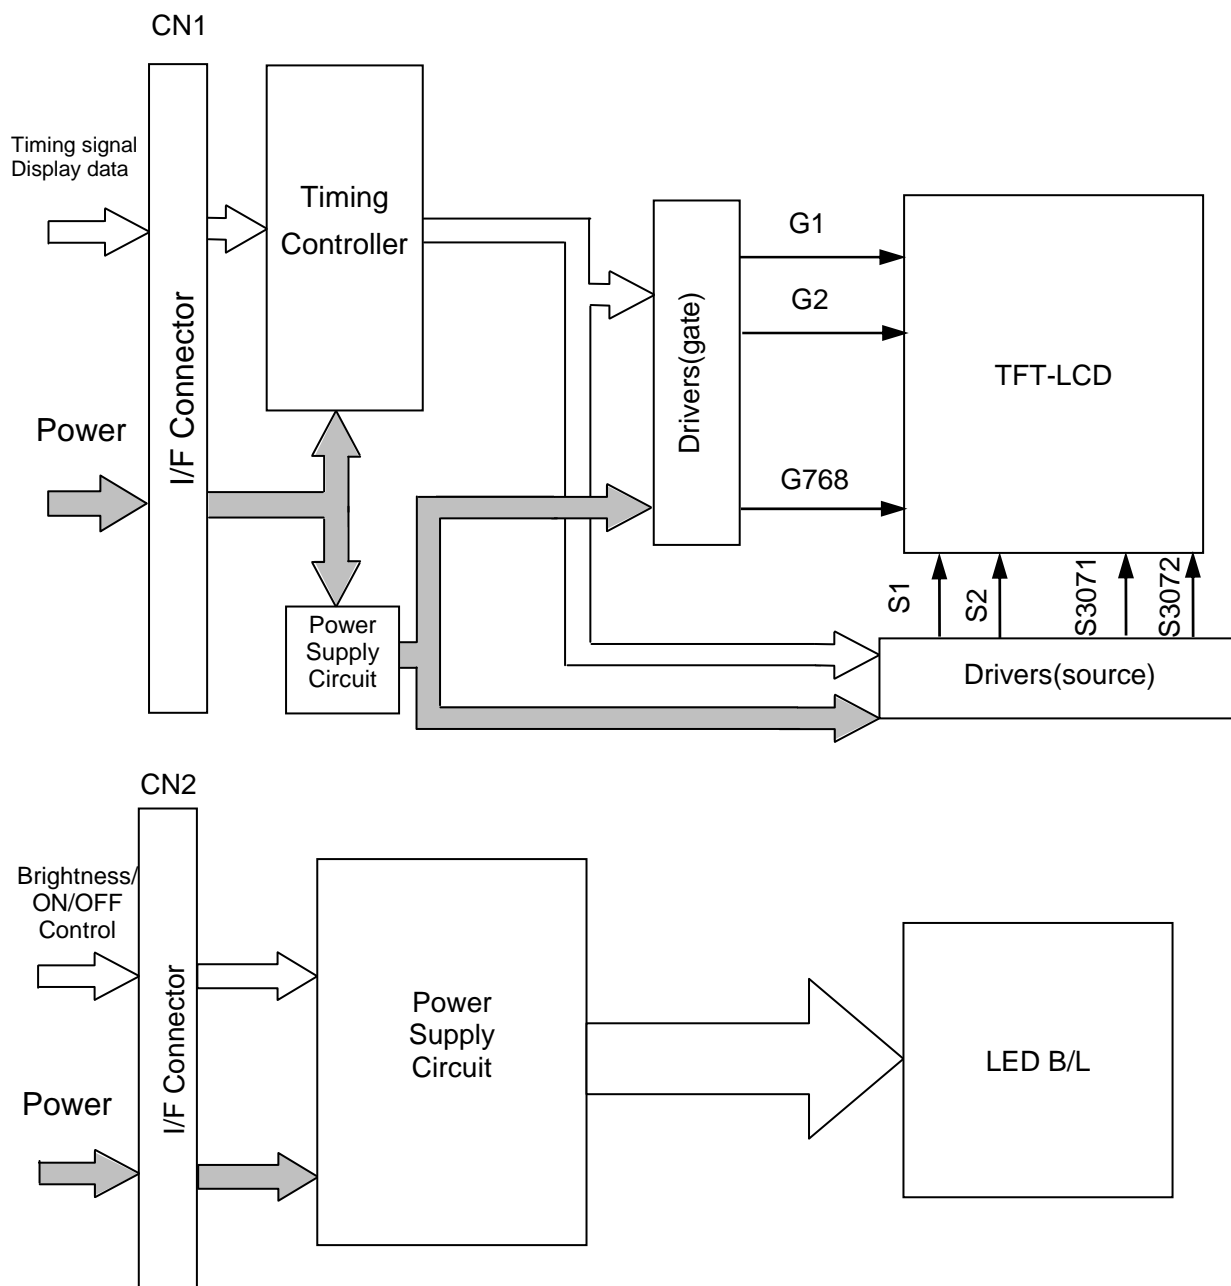 CN1
Timing signal
Display data
Power
I/F Connector
Timing
Controller
Power
Supply
Circuit
Drivers(gate)
G1
G2
G768
TFT-LCD
S1
S2
S3071
S3072
Drivers(source)
CN2
Brightness/
ON/OFF
Control
Power
I/F Connector
Power
Supply
Circuit
LED B/L